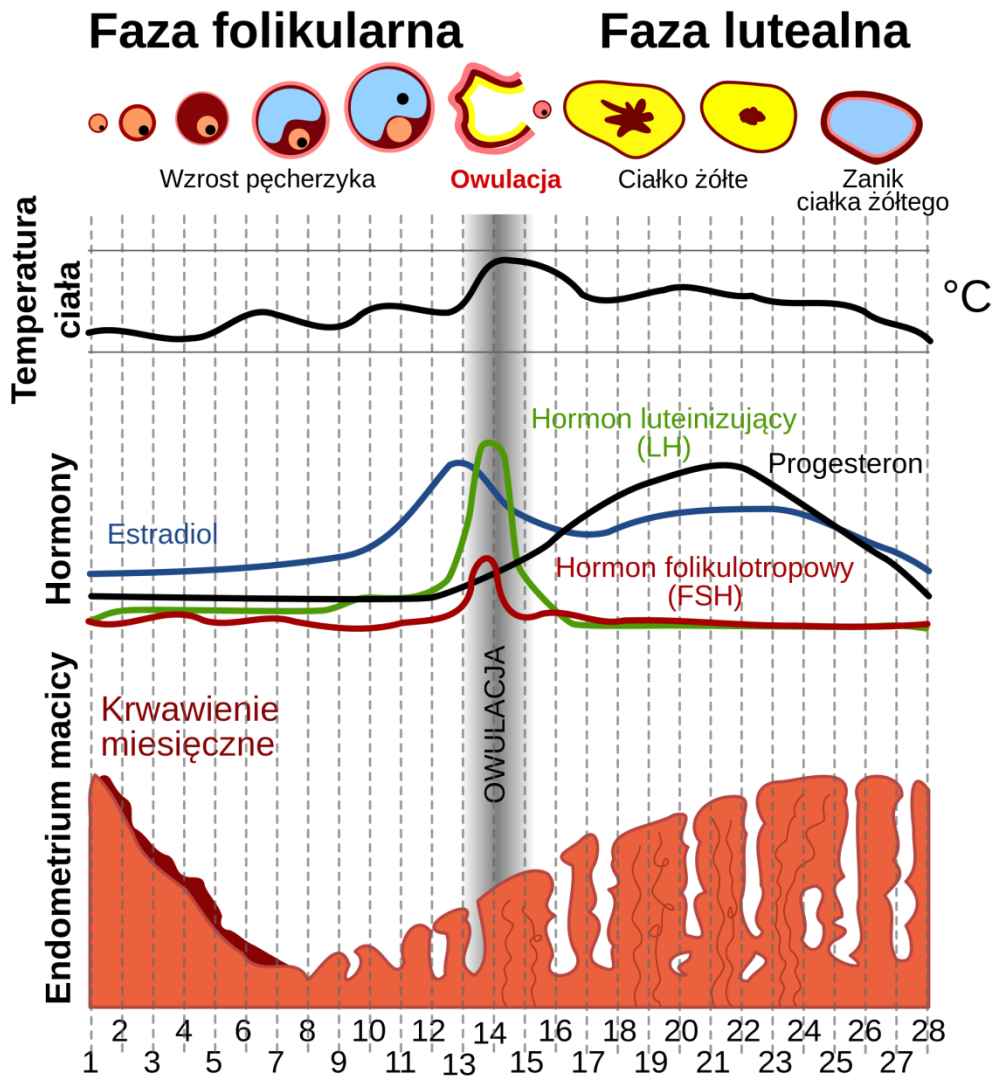 Faza folikularna
Faza lutealna
Wzrost pęcherzyka
Owulacja
Ciałko żółte
Zanik
ciałka żółtego
Temperatura
ciała
°C
Hormony
Hormon luteinizujący
(LH)
Progesteron
Estradiol
Hormon folikulotropowy
(FSH)
OWULACJA
Endometrium macicy
Krwawienie
miesięczne
2 4 6 8 10 12 14 16 18 20 22 24 26 28
1 3 5 7 9 11 13 15 17 19 21 23 25 27